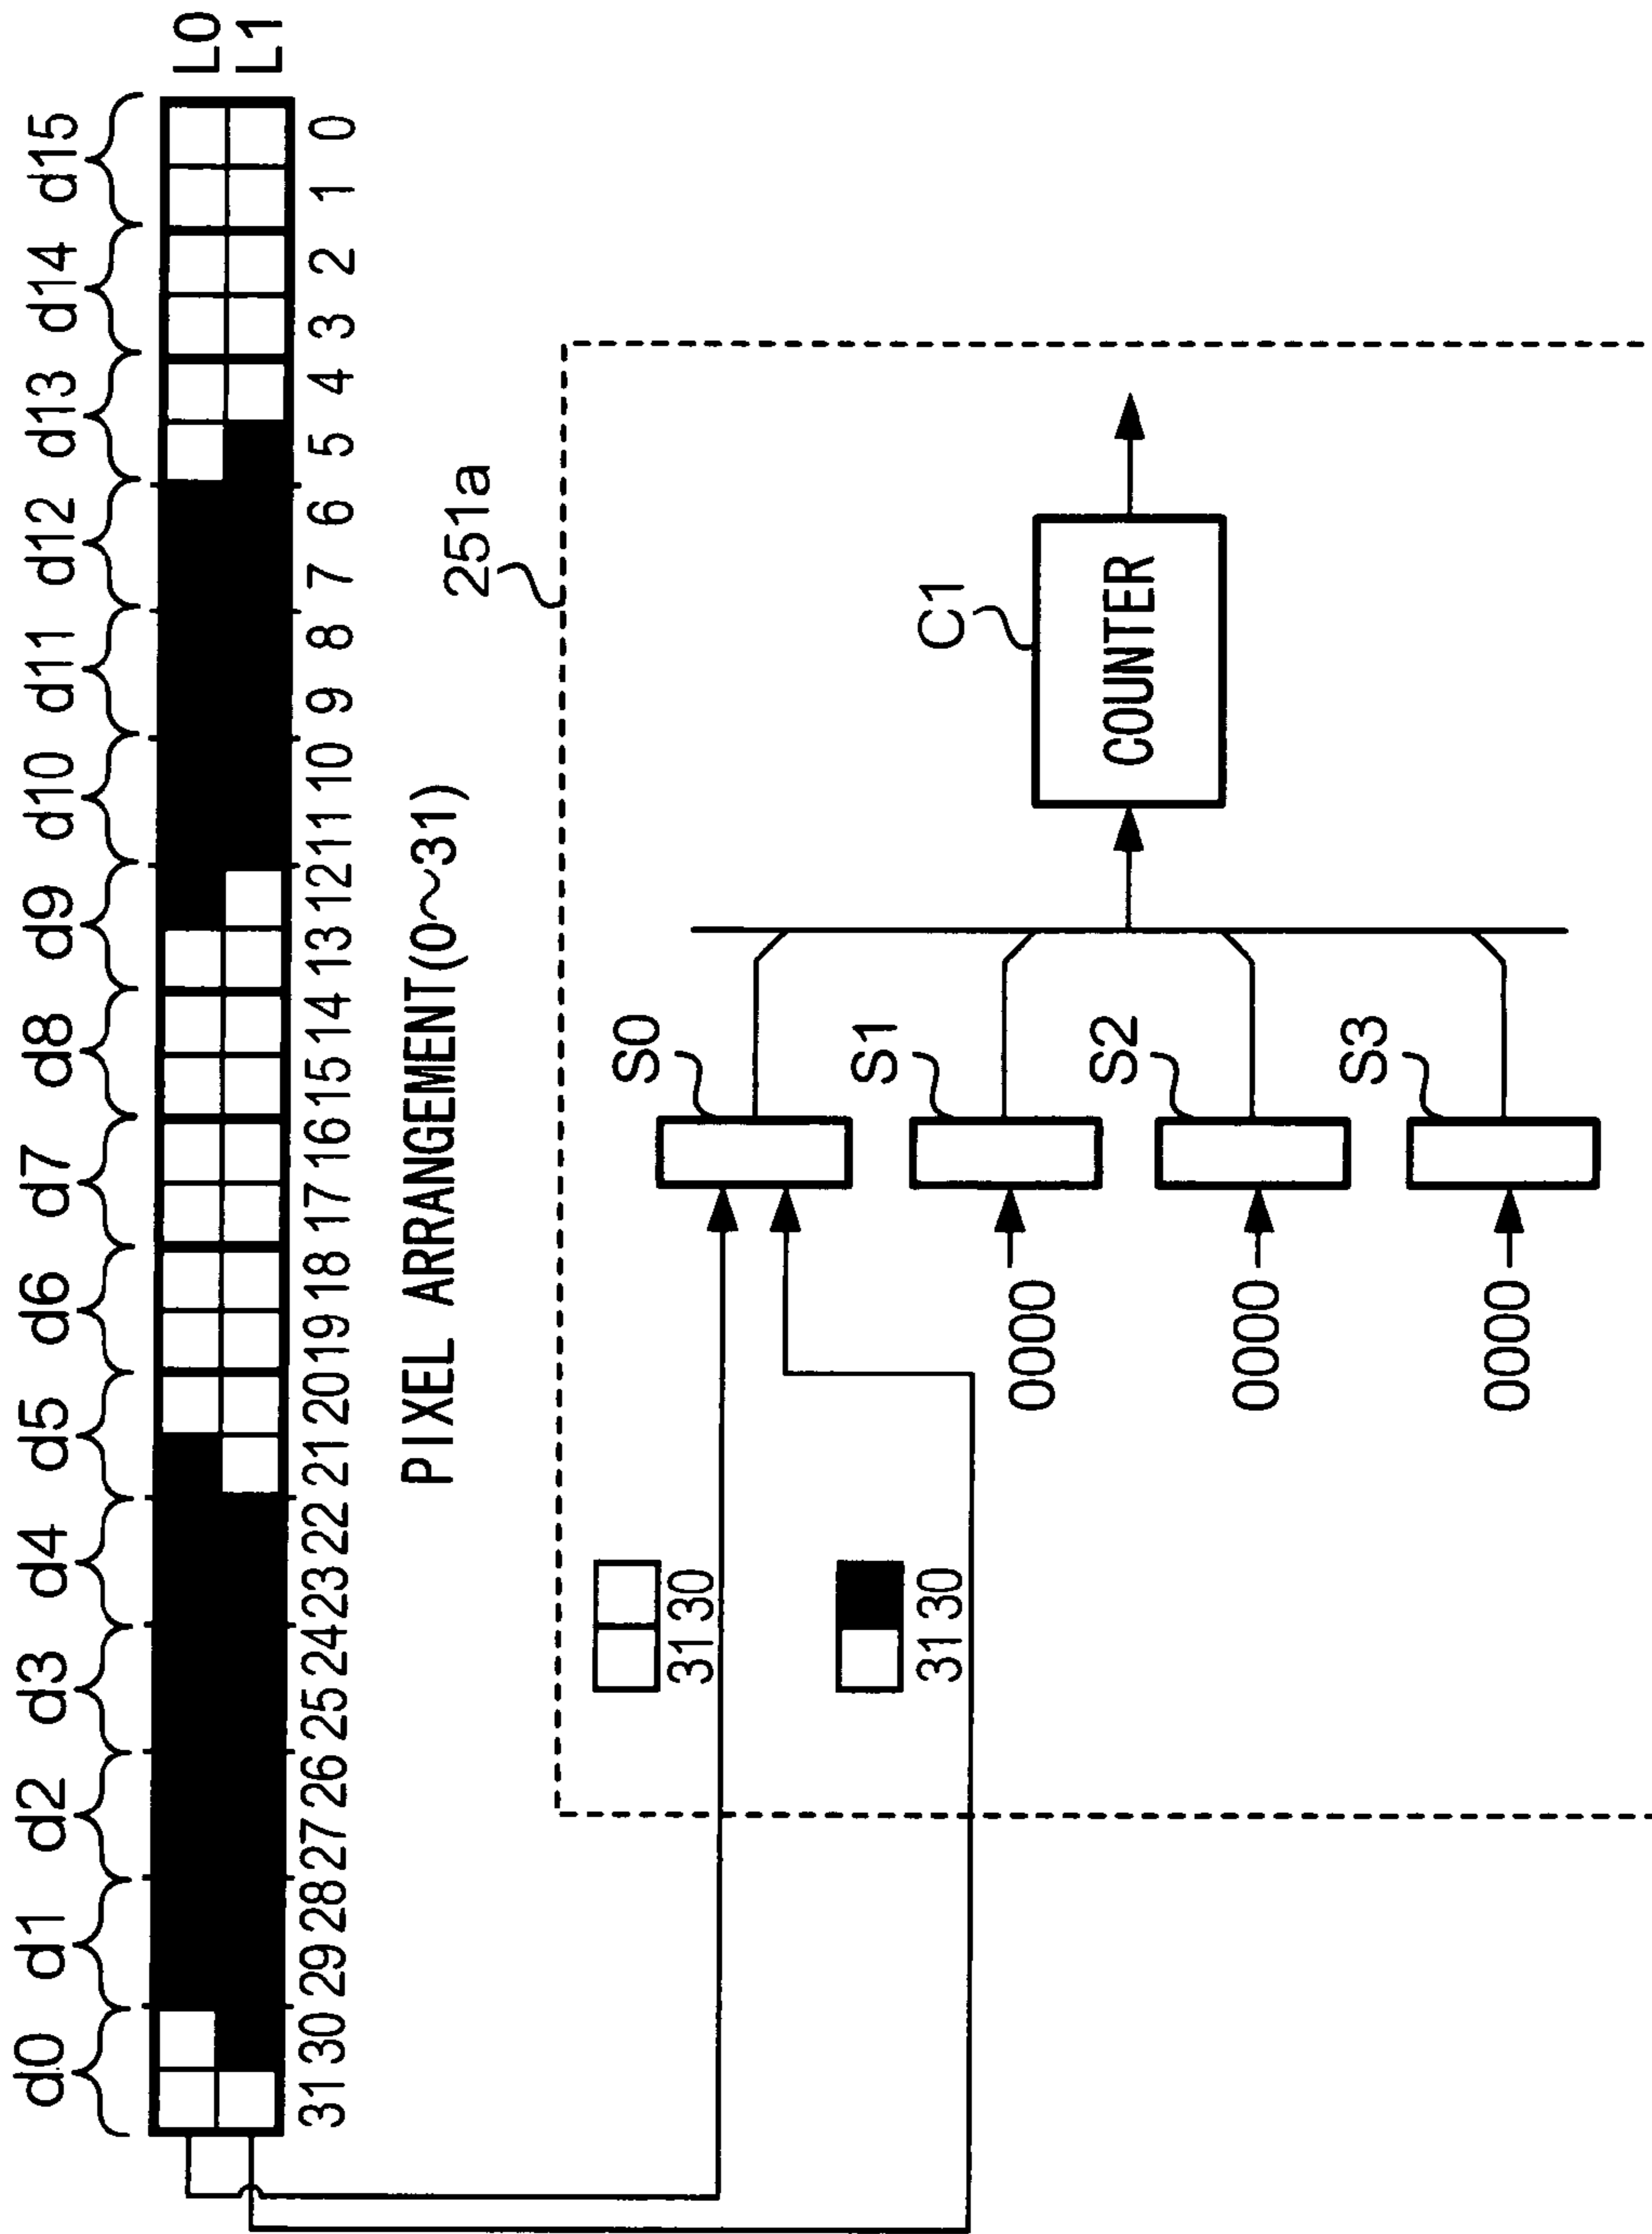 d0 d1 d2 d3 d4 d5 d6 d7 d8 d9 d10 d11 d12 d13 d14 d15
L0
L1
31 30 29 28 27 26 25 24 23 22 21 20 19 18 17 16 15 14 13 12 11 10 9 8 7 6 5 4 3 2 1 0
PIXEL ARRANGEMENT(0~31)
251a
31 30
S0
31 30
0000
S1
C1
COUNTER
0000
S2
0000
S3